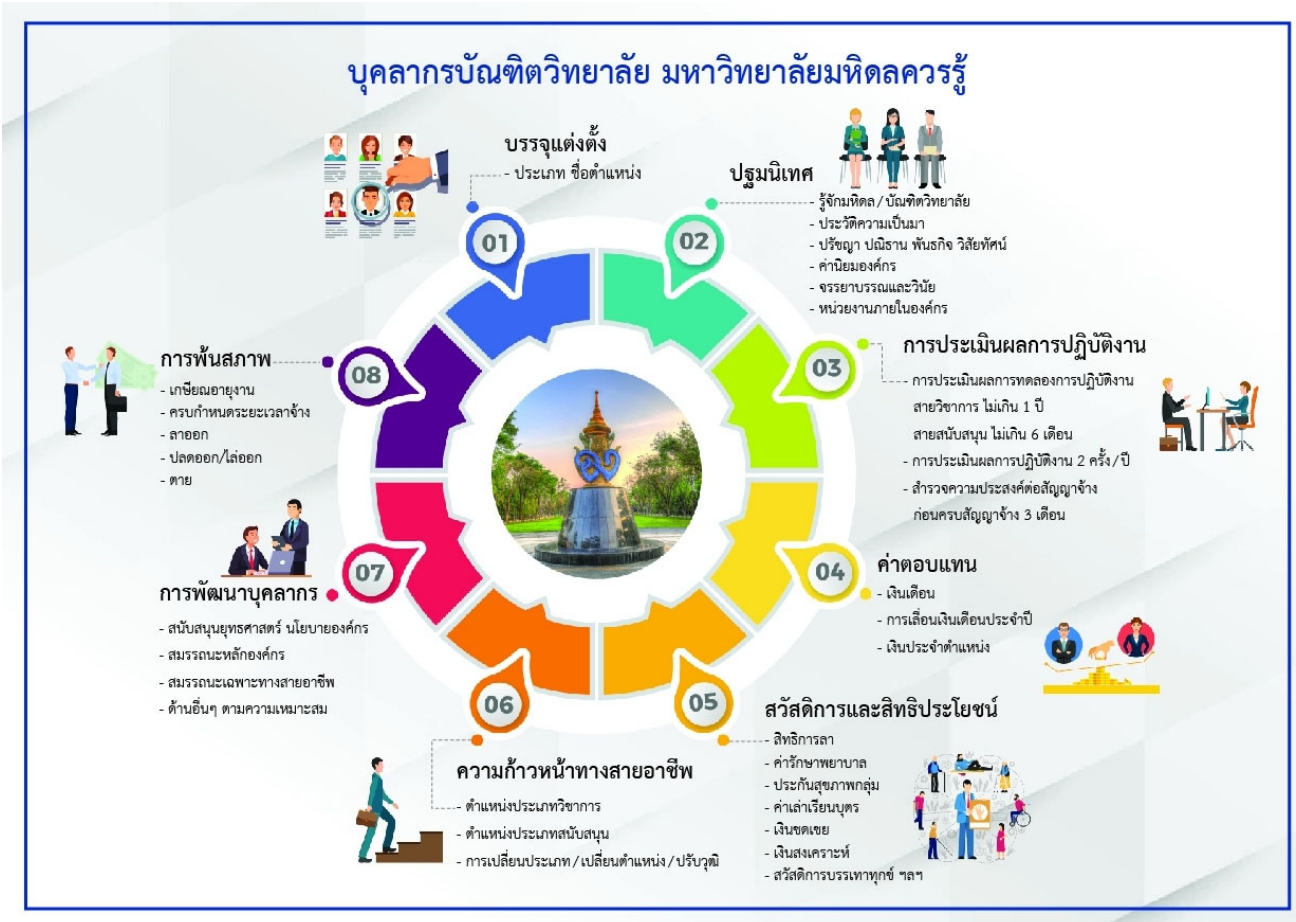 บุคลากรบัณฑิตวิทยาลัย มหาวิทยาลัยมหิดลควรรู้
01
บรรจุแต่งตั้ง
- ประเภท ชื่อตำแหน่ง
02
ปฐมนิเทศ
- รู้จักมหิดล/บัณฑิตวิทยาลัย
- ประวัติความเป็นมา
- ปรัชญา ปณิธาน พันธกิจ วิสัยทัศน์
- ค่านิยมองค์กร
- จรรยาบรรณและวินัย
- หน่วยงานภายในองค์กร
03
การประเมินผลการปฏิบัติงาน
- การประเมินผลการทดลองการปฏิบัติงาน
สายวิชาการ ไม่เกิน 1 ปี
สายสนับสนุน ไม่เกิน 6 เดือน
- การประเมินผลการปฏิบัติงาน 2 ครั้ง/ปี
- สำรวจความประสงค์ต่อสัญญาจ้าง
ก่อนครบสัญญาจ้าง 3 เดือน
04
ค่าตอบแทน
- เงินเดือน
- การเลื่อนเงินเดือนประจำปี
- เงินประจำตำแหน่ง
05
สวัสดิการและสิทธิประโยชน์
- สิทธิการลา
- ค่ารักษาพยาบาล
- ประกันสุขภาพกลุ่ม
- ค่าเล่าเรียนบุตร
- เงินชดเชย
- เงินสงเคราะห์
- สวัสดิการบรรเทาทุกข์ ฯลฯ
06
ความก้าวหน้าทางสายอาชีพ
- ตำแหน่งประเภทวิชาการ
- ตำแหน่งประเภทสนับสนุน
- การเปลี่ยนประเภท/เปลี่ยนตำแหน่ง/ปรับวุฒิ
07
การพัฒนาบุคลากร
- สนับสนุนยุทธศาสตร์ นโยบายองค์กร
- สมรรถนะหลักองค์กร
- สมรรถนะเฉพาะทางสายอาชีพ
- ด้านอื่นๆ ตามความเหมาะสม
08
การพ้นสภาพ
- เกษียณอายุงาน
- ครบกำหนดระยะเวลาจ้าง
- ลาออก
- ปลดออก/ไล่ออก
- ตาย